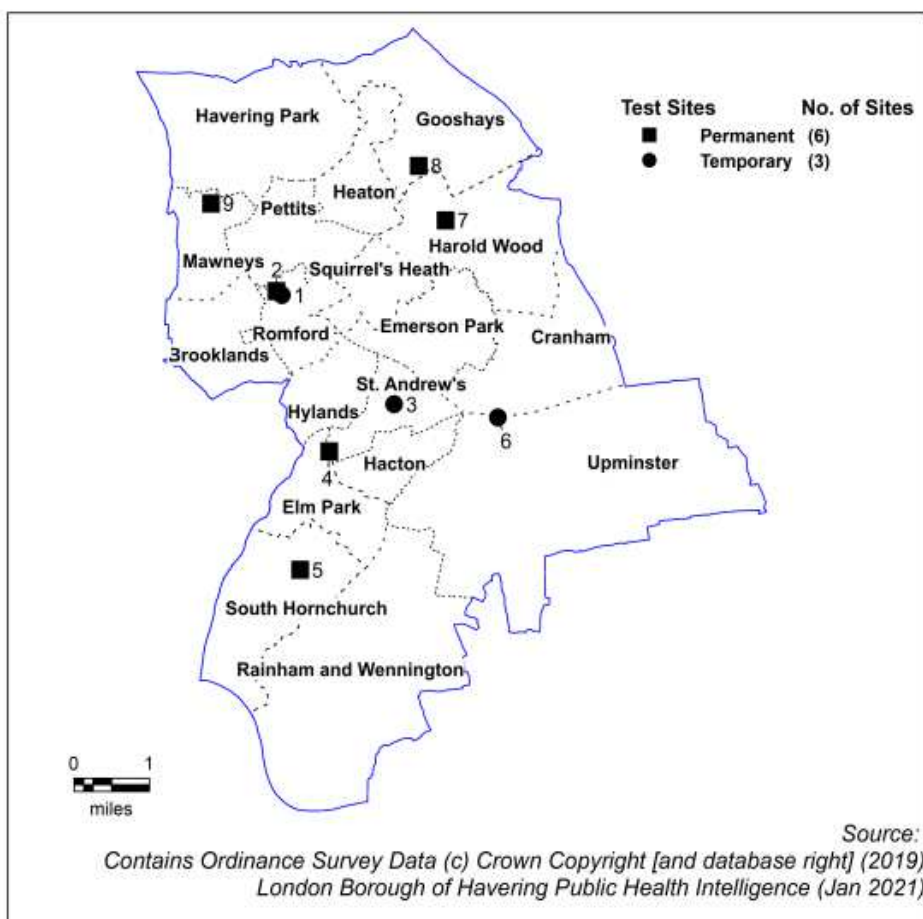 Test Sites No. of Sites
Permanent (6)
Temporary (3)
Havering Park
Gooshays
8
Heaton
9
Pettits
7
Harold Wood
Mawneys
2
Squirrel's Heath
1
Emerson Park
Romford
Cranham
Brooklands
St. Andrew's
3
Hylands
6
Hacton
Upminster
4
Elm Park
5
South Hornchurch
Rainham and Wennington
0 1
miles
Source:
Contains Ordinance Survey Data (c) Crown Copyright [and database right] (2019)
London Borough of Havering Public Health Intelligence (Jan 2021)